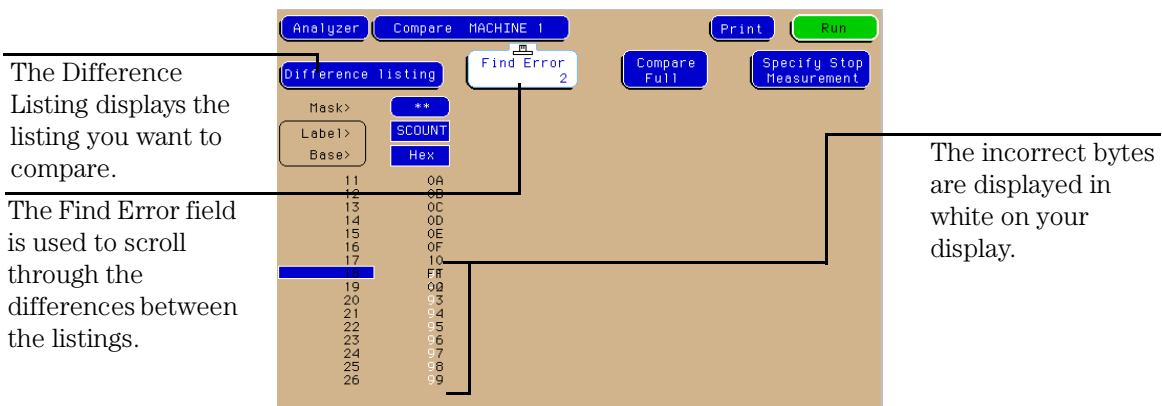 Analyzer Compare MACHINE 1 Print Run
Difference listing Find Error 2 Compare Full Specify Stop Measurement
Mask> **
Label> SCOUNT
Base> Hex
11 0A
12 0B
13 0C
14 0D
15 0E
16 0F
17 10
18
19
20 93
21 94
22 95
23 96
24 97
25 98
26 99
The Difference
Listing displays the
listing you want to
compare.
The Find Error field
is used to scroll
through the
differences between
the listings.
The incorrect bytes
are displayed in
white on your
display.